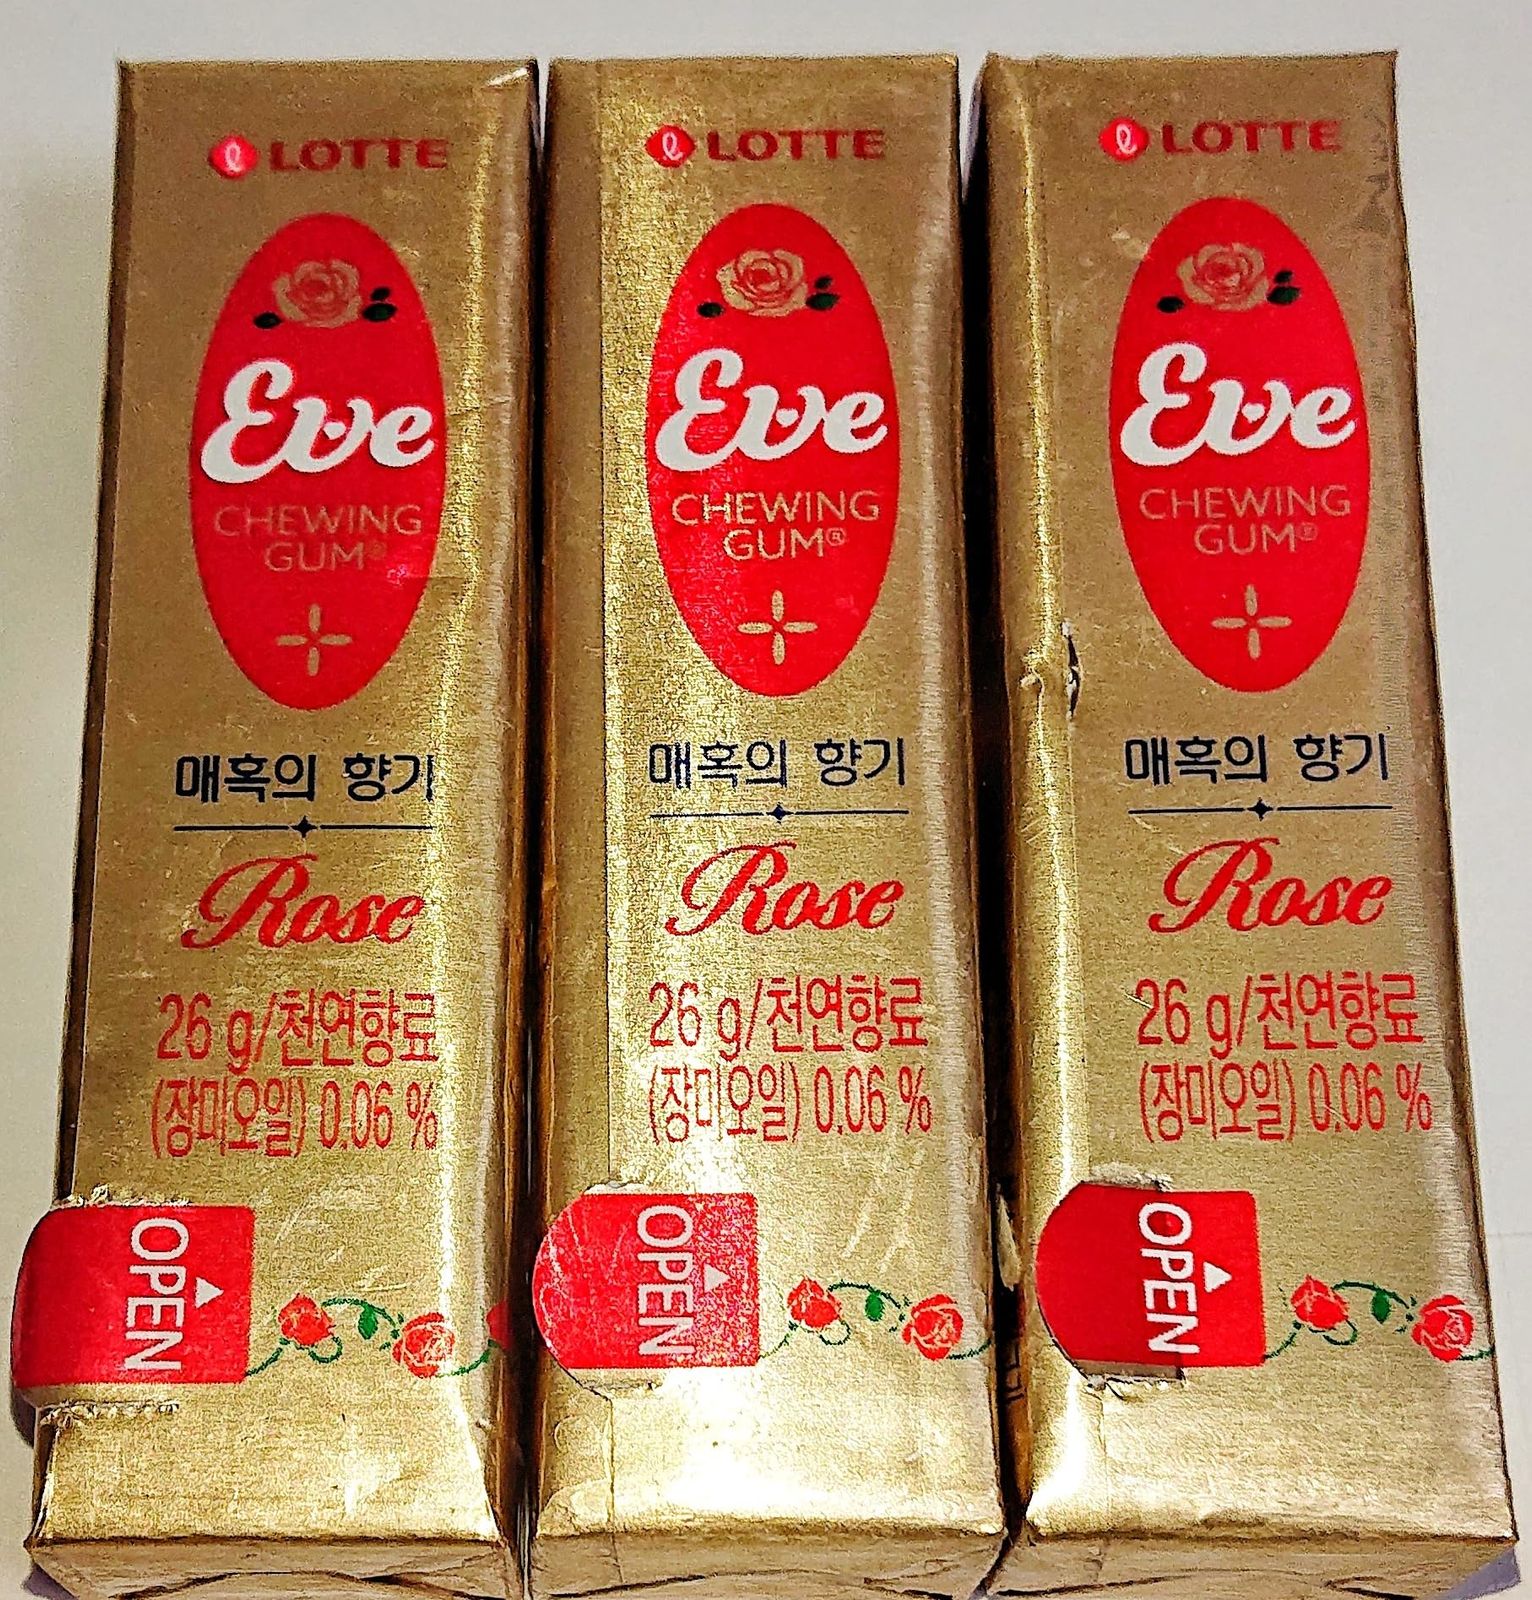 LOTTE
Eve
CHEWING
GUM®
매혹의 향기
Rose
26 g/천연향료
(장미오일) 0.06 %
OPEN
LOTTE
Eve
CHEWING
GUM®
매혹의 향기
Rose
26 g/천연향료
(장미오일) 0.06 %
OPEN
LOTTE
Eve
CHEWING
GUM®
매혹의 향기
Rose
26 g/천연향료
(장미오일) 0.06 %
OPEN